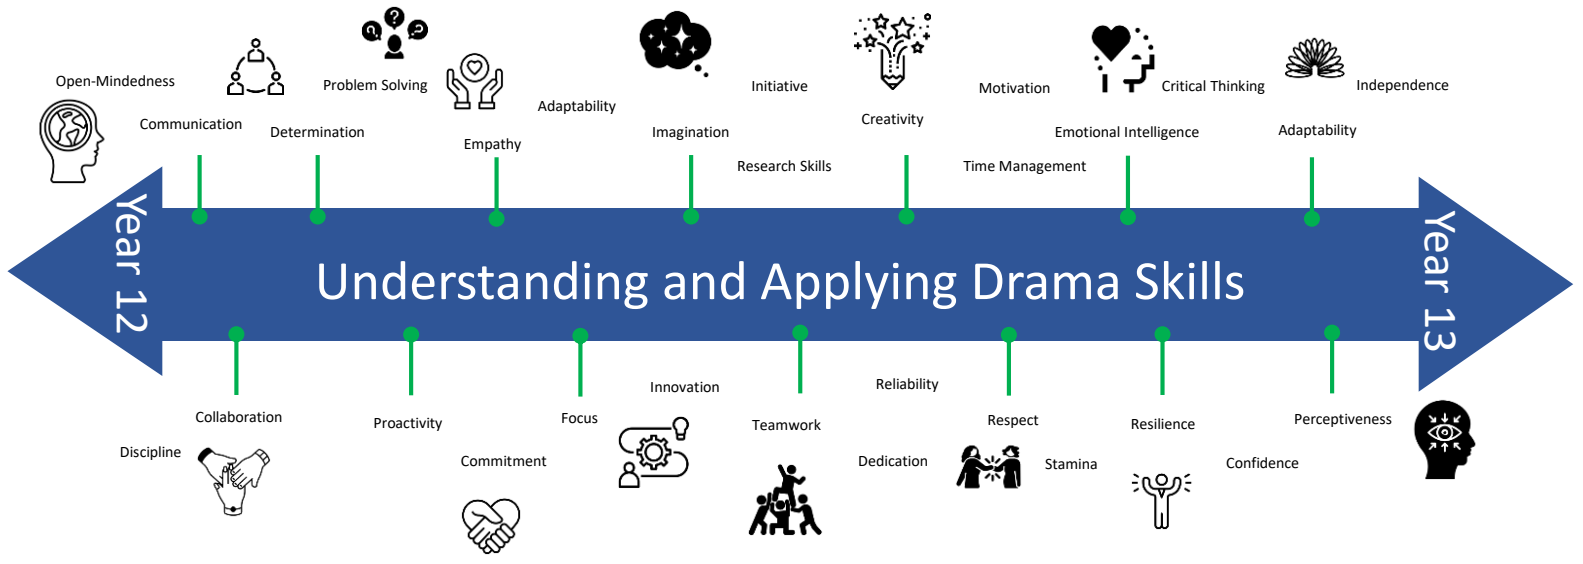 Open-Mindedness
Communication
Determination
Problem Solving
Empathy
Adaptability
Imagination
Initiative
Research Skills
Creativity
Motivation
Time Management
Emotional Intelligence
Critical Thinking
Adaptability
Independence
Year 12
Understanding and Applying Drama Skills
Year 13
Discipline
Collaboration
Proactivity
Commitment
Focus
Innovation
Teamwork
Reliability
Dedication
Respect
Stamina
Resilience
Confidence
Perceptiveness